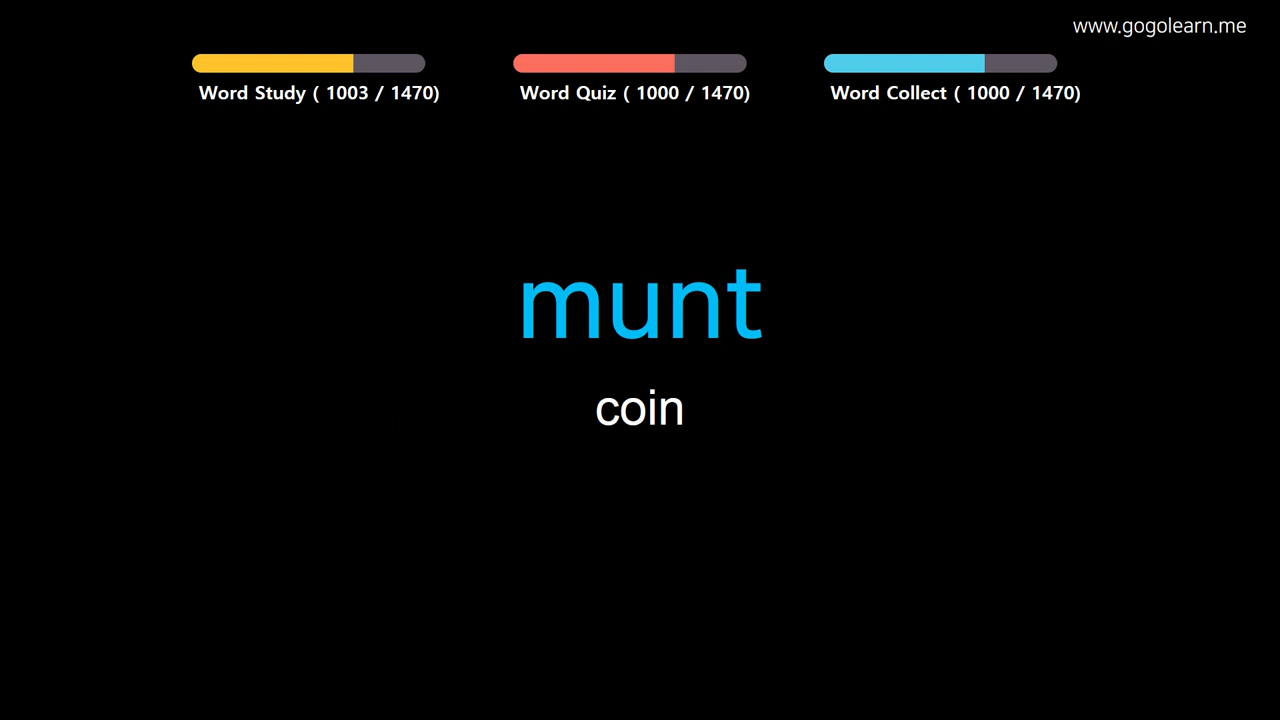 www.gogolearn.me
Word Study ( 1003 / 1470)
Word Quiz ( 1000 / 1470)
Word Collect ( 1000 / 1470)
munt
coin